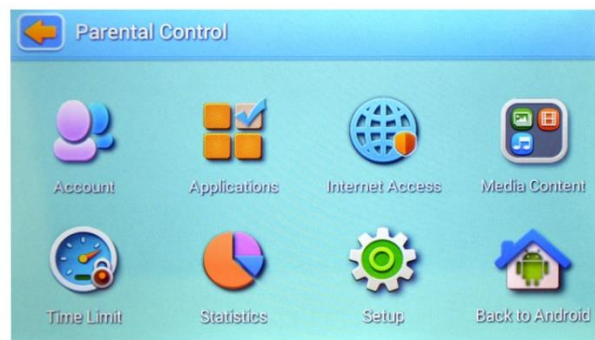 Parental Control
Account
Applications
Internet Access
Media Content
Time Limit
Statistics
Setup
Back to Android